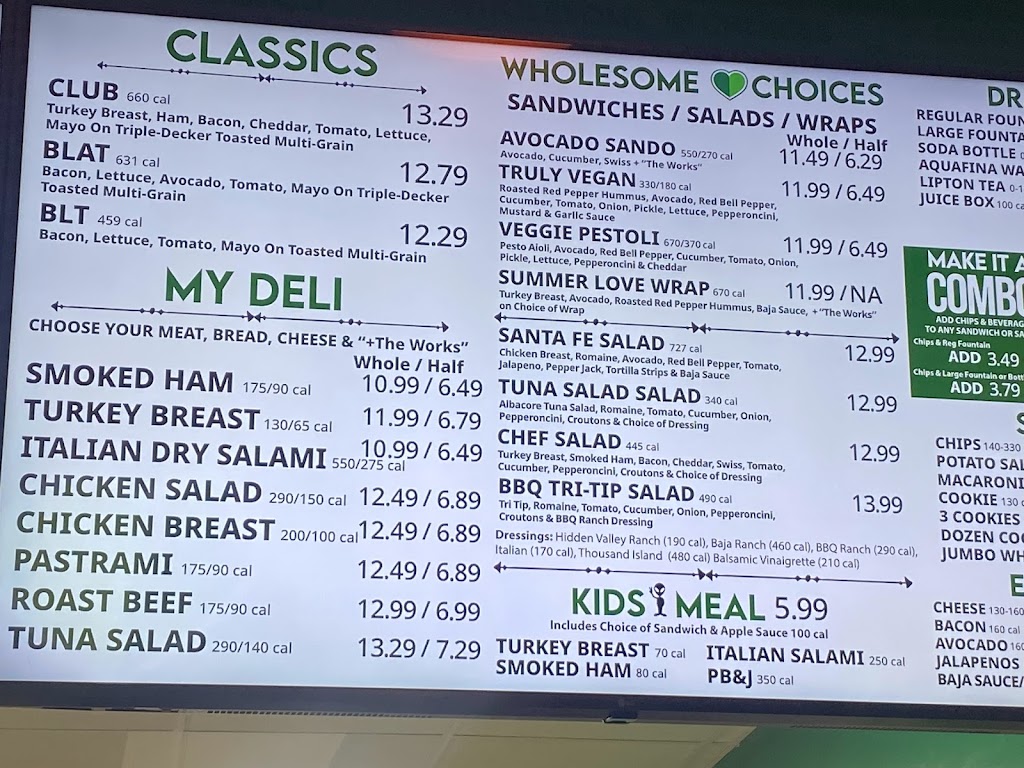 CLASSICS
CLUB 660 cal 13.29
Turkey Breast, Ham, Bacon, Cheddar, Tomato, Lettuce,
Mayo On Triple-Decker Toasted Multi-Grain
BLAT 631 cal 12.79
Bacon, Lettuce, Avocado, Tomato, Mayo On Triple-Decker
Toasted Multi-Grain
BLT 459 cal 12.29
Bacon, Lettuce, Tomato, Mayo On Toasted Multi-Grain
MY DELI
CHOOSE YOUR MEAT, BREAD, CHEESE & “+The Works”
Whole / Half
SMOKED HAM 175/90 cal 10.99 / 6.49
TURKEY BREAST 130/65 cal 11.99 / 6.79
ITALIAN DRY SALAMI 550/275 cal 10.99 / 6.49
CHICKEN SALAD 290/150 cal 12.49 / 6.89
CHICKEN BREAST 200/100 cal 12.49 / 6.89
PASTRAMI 175/90 cal 12.49 / 6.89
ROAST BEEF 175/90 cal 12.99 / 6.99
TUNA SALAD 290/140 cal 13.29 / 7.29
WHOLESOME CHOICES
SANDWICHES / SALADS / WRAPS
Whole / Half
AVOCADO SANDO 550/270 cal 11.49 / 6.29
Avocado, Cucumber, Swiss + “The Works”
TRULY VEGAN 330/180 cal 11.99 / 6.49
Roasted Red Pepper Hummus, Avocado, Red Bell Pepper,
Cucumber, Tomato, Onion, Pickle, Lettuce, Pepperoncini,
Mustard & Garlic Sauce
VEGGIE PESTOLI 670/370 cal 11.99 / 6.49
Pesto Aioli, Avocado, Red Bell Pepper, Cucumber, Tomato, Onion,
Pickle, Lettuce, Pepperoncini & Cheddar
SUMMER LOVE WRAP 670 cal 11.99 / NA
Turkey Breast, Avocado, Roasted Red Pepper Hummus, Baja Sauce, + “The Works”
on Choice of Wrap
SANTA FE SALAD 727 cal 12.99
Chicken Breast, Romaine, Avocado, Red Bell Pepper, Tomato,
Jalapeno, Pepper Jack, Tortilla Strips & Baja Sauce
TUNA SALAD SALAD 340 cal 12.99
Albacore Tuna Salad, Romaine, Tomato, Cucumber, Onion,
Pepperoncini, Croutons & Choice of Dressing
CHEF SALAD 445 cal 12.99
Turkey Breast, Smoked Ham, Bacon, Cheddar, Swiss, Tomato,
Cucumber, Pepperoncini, Croutons & Choice of Dressing
BBQ TRI-TIP SALAD 490 cal 13.99
Tri Tip, Romaine, Tomato, Cucumber, Onion, Pepperoncini,
Croutons & BBQ Ranch Dressing
Dressings: Hidden Valley Ranch (190 cal), Baja Ranch (460 cal), BBQ Ranch (290 cal),
Italian (170 cal), Thousand Island (480 cal) Balsamic Vinaigrette (210 cal)
KIDS MEAL 5.99
Includes Choice of Sandwich & Apple Sauce 100 cal
TURKEY BREAST 70 cal ITALIAN SALAMI 250 cal
SMOKED HAM 80 cal PB&J 350 cal
DR
REGULAR FOUN
LARGE FOUNTA
SODA BOTTLE
AQUAFINA WA
LIPTON TEA 0-1
JUICE BOX 100 ca
MAKE IT A
COMBO
ADD CHIPS & BEVERAG
TO ANY SANDWICH OR SA
Chips & Reg Fountain
ADD 3.49
Chips & Large Fountain or Bott
ADD 3.79
S
CHIPS 140-330
POTATO SAL
MACARONI
COOKIE 130
3 COOKIES
DOZEN COO
JUMBO WH
E
CHEESE 130-160
BACON 160 cal
AVOCADO 160
JALAPENOS
BAJA SAUCE/